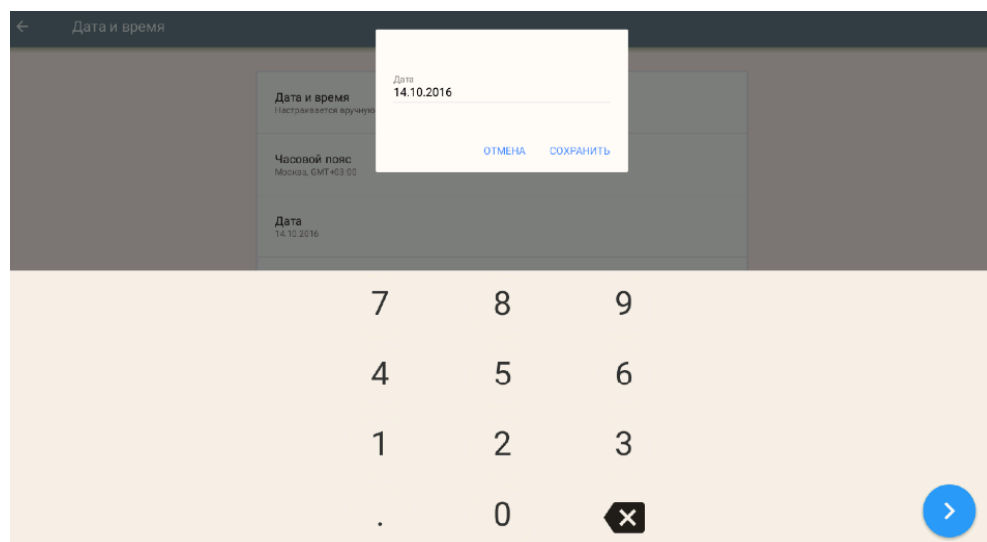 Дата и время
Дата
14.10.2016
ОТМЕНА СОХРАНИТЬ
Дата и время
Настраивается вручную
Часовой пояс
Москва, GMT+03:00
Дата
14.10.2016
7 8 9
4 5 6
1 2 3
. 0